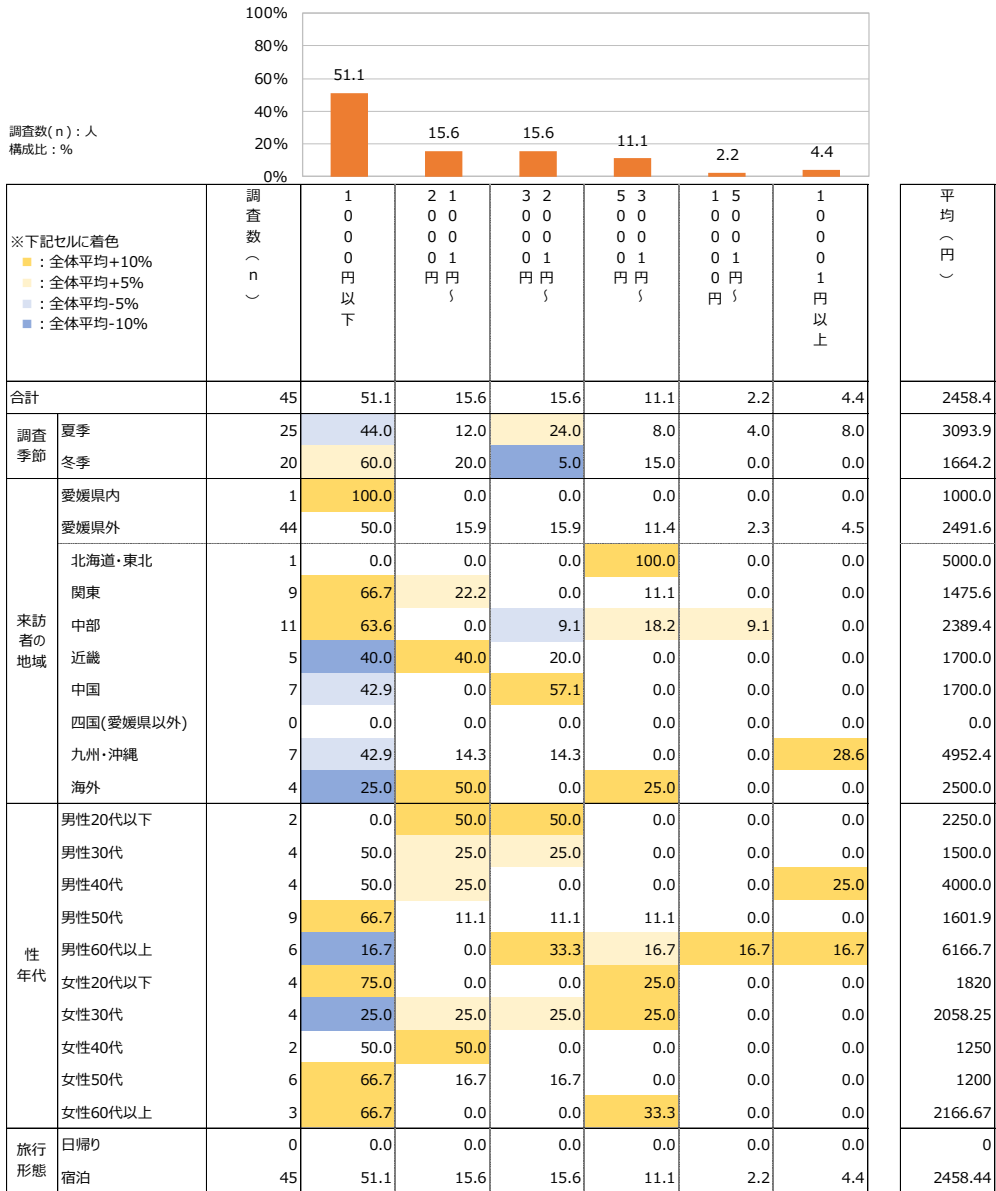 100%
80%
60%
40%
20%
0%
51.1
15.6
15.6
11.1
2.2
4.4
調査数(n):人
構成比:%
※下記セルに着色
■:全体平均+10%
■:全体平均+5%
■:全体平均-5%
■:全体平均-10%
調査数(n)
1000円以下
1001円~2000円
2001円~3000円
3001円~5000円
5001円~10000円
10001円以上
平均(円)
合計 45 51.1 15.6 15.6 11.1 2.2 4.4 2458.4
調査季節
夏季 25 44.0 12.0 24.0 8.0 4.0 8.0 3093.9
冬季 20 60.0 20.0 5.0 15.0 0.0 0.0 1664.2
来訪者の地域
愛媛県内 1 100.0 0.0 0.0 0.0 0.0 0.0 1000.0
愛媛県外 44 50.0 15.9 15.9 11.4 2.3 4.5 2491.6
北海道・東北 1 0.0 0.0 0.0 100.0 0.0 0.0 5000.0
関東 9 66.7 22.2 0.0 11.1 0.0 0.0 1475.6
中部 11 63.6 0.0 9.1 18.2 9.1 0.0 2389.4
近畿 5 40.0 40.0 20.0 0.0 0.0 0.0 1700.0
中国 7 42.9 0.0 57.1 0.0 0.0 0.0 1700.0
四国(愛媛県以外) 0 0.0 0.0 0.0 0.0 0.0 0.0 0.0
九州・沖縄 7 42.9 14.3 14.3 0.0 0.0 28.6 4952.4
海外 4 25.0 50.0 0.0 25.0 0.0 0.0 2500.0
性年代
男性20代以下 2 0.0 50.0 50.0 0.0 0.0 0.0 2250.0
男性30代 4 50.0 25.0 25.0 0.0 0.0 0.0 1500.0
男性40代 4 50.0 25.0 0.0 0.0 0.0 25.0 4000.0
男性50代 9 66.7 11.1 11.1 11.1 0.0 0.0 1601.9
男性60代以上 6 16.7 0.0 33.3 16.7 16.7 16.7 6166.7
女性20代以下 4 75.0 0.0 0.0 25.0 0.0 0.0 1820
女性30代 4 25.0 25.0 25.0 25.0 0.0 0.0 2058.25
女性40代 2 50.0 50.0 0.0 0.0 0.0 0.0 1250
女性50代 6 66.7 16.7 16.7 0.0 0.0 0.0 1200
女性60代以上 3 66.7 0.0 0.0 33.3 0.0 0.0 2166.67
旅行形態
日帰り 0 0.0 0.0 0.0 0.0 0.0 0.0 0
宿泊 45 51.1 15.6 15.6 11.1 2.2 4.4 2458.44